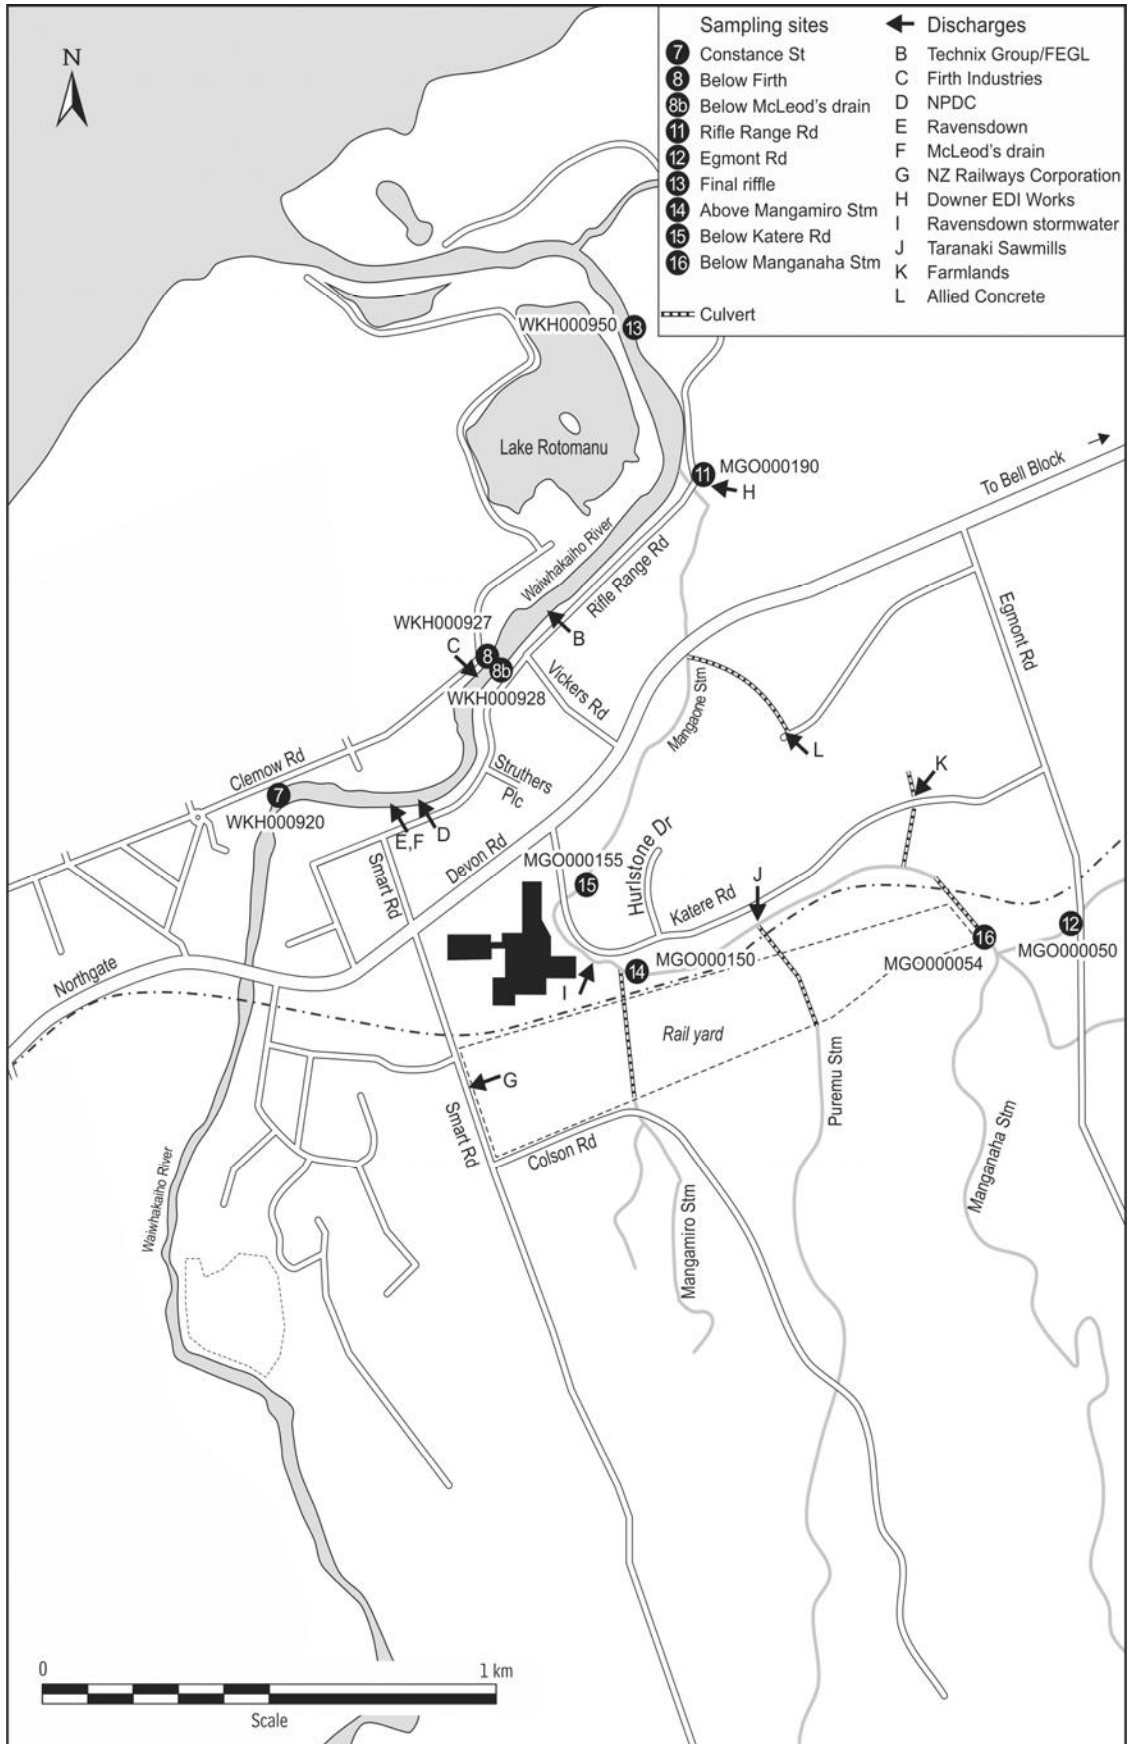 N
Sampling sites
7 Constance St
8 Below Firth
8b Below McLeod's drain
11 Rifle Range Rd
12 Egmont Rd
13 Final riffle
14 Above Mangamiro Stm
15 Below Katere Rd
16 Below Manganaha Stm
Culvert
Discharges
B Technix Group/FEGL
C Firth Industries
D NPDC
E Ravensdown
F McLeod's drain
G NZ Railways Corporation
H Downer EDI Works
I Ravensdown stormwater
J Taranaki Sawmills
K Farmlands
L Allied Concrete
WKH000950 13
Lake Rotomanu
11 MGO000190
H
To Bell Block
Waiwhakaiho River
Rifle Range Rd
Egmont Rd
WKH000927
B
C
8
8b
WKH000928
Vickers Rd
Mangaone Stm
L
Clemow Rd
Struthers
Plc
K
7
WKH000920
E,F
D
Devon Rd
Smart Rd
MGO000155
15
Hurlstone Dr
J
Katere Rd
12
16
MGO000050
MGO000054
MGO000150
14
I
Northgate
Rail yard
G
Puremu Stm
Smart Rd
Colson Rd
Manganaha Stm
Waiwhakaiho River
Mangamiro Stm
0
1 km
Scale